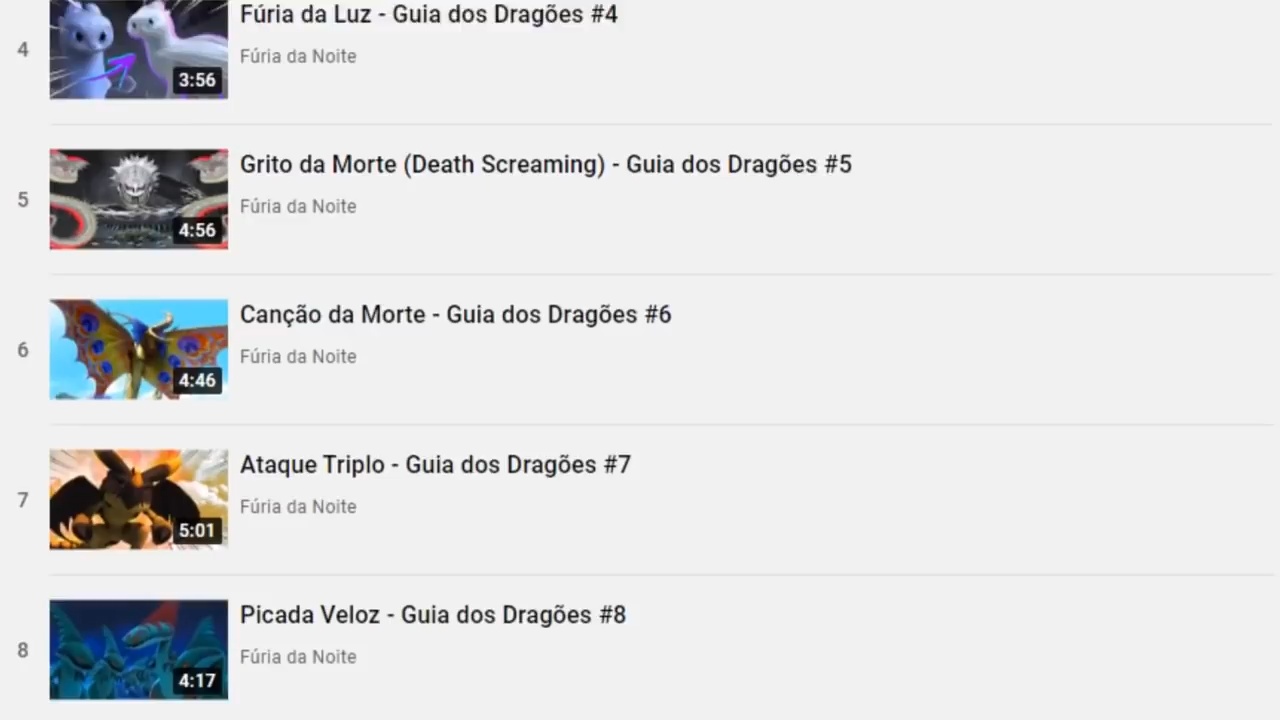 4
Fúria da Luz - Guia dos Dragões #4
Fúria da Noite
3:56
5
Grito da Morte (Death Screaming) - Guia dos Dragões #5
Fúria da Noite
4:56
6
Canção da Morte - Guia dos Dragões #6
Fúria da Noite
4:46
7
Ataque Triplo - Guia dos Dragões #7
Fúria da Noite
5:01
8
Picada Veloz - Guia dos Dragões #8
Fúria da Noite
4:17